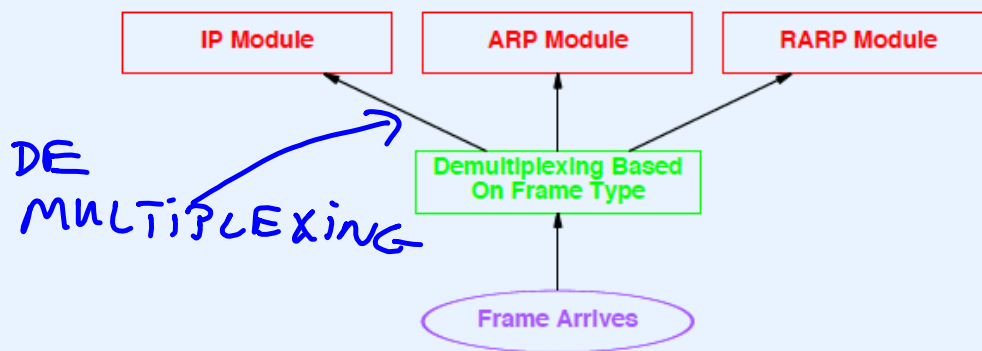 IP Module
ARP Module
RARP Module
DE
MULTIPLEXING
Demultiplexing Based
On Frame Type
Frame Arrives